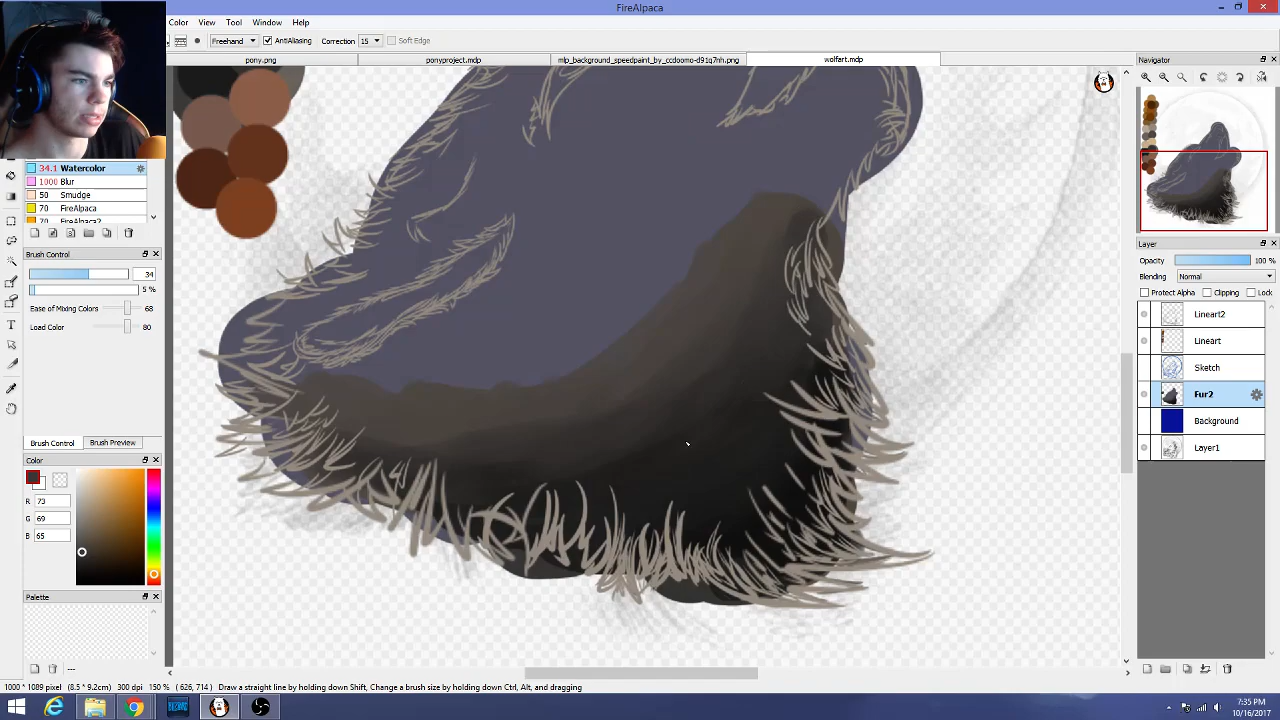 FireAlpaca
Color View Tool Window Help
Freehand AntiAliasing Correction 15 Soft Edge
pony.png ponyproject.mdp mlp_background_speedpaint_by_ccdoomo-d91q7nh.png wolfart.mdp
Navigator
34.1 Watercolor
1000 Blur
50 Smudge
70 FireAlpaca
70 FireAlpaca2
Brush Control
34
5 %
Ease of Mixing Colors 68
Load Color 80
Brush Control Brush Preview
Color
R 73
G 69
B 65
Palette
---
Layer
Opacity 100 %
Blending Normal
Protect Alpha Clipping Lock
Lineart2
Lineart
Sketch
Fur2
Background
Layer1
1000 * 1089 pixel (8.5 * 9.2cm) 300 dpi 150 % ( 628, 714 ) Draw a straight line by holding down Shift, Change a brush size by holding down Ctrl, Alt, and dragging
7:35 PM
10/16/2015